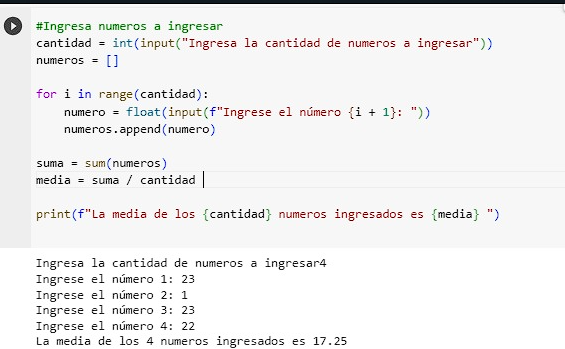 #Ingresa numeros a ingresar
cantidad = int(input("Ingresa la cantidad de numeros a ingresar"))
numeros = []
for i in range(cantidad):
    numero = float(input(f"Ingrese el número {i + 1}: "))
    numeros.append(numero)
suma = sum(numeros)
media = suma / cantidad
print(f"La media de los {cantidad} numeros ingresados es {media} ")
Ingresa la cantidad de numeros a ingresar4
Ingrese el número 1: 23
Ingrese el número 2: 1
Ingrese el número 3: 23
Ingrese el número 4: 22
La media de los 4 numeros ingresados es 17.25